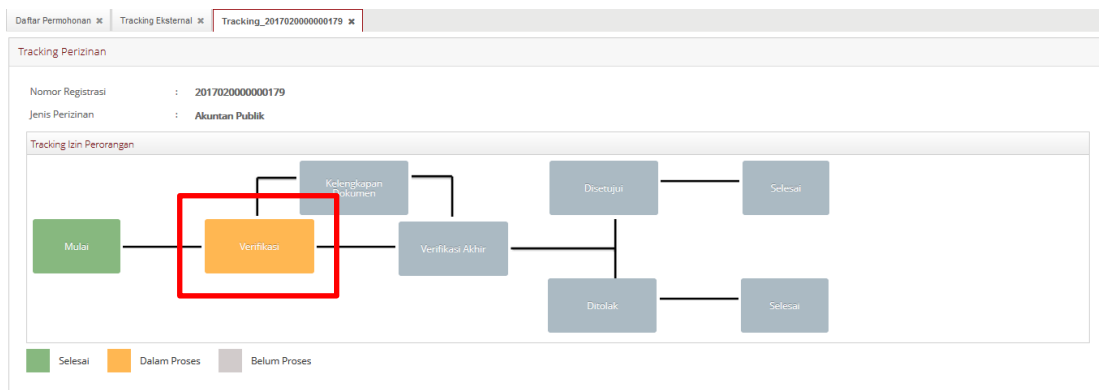 Daftar Permohonan ×
Tracking Eksternal ×
Tracking_2017020000000179 ×
Tracking Perizinan
Nomor Registrasi : 2017020000000179
Jenis Perizinan : Akuntan Publik
Tracking Izin Perorangan
Kelengkapan
Dokumen
Disetujui
Selesai
Mulai
Verifikasi
Verifikasi Akhir
Ditolak
Selesai
Selesai
Dalam Proses
Belum Proses